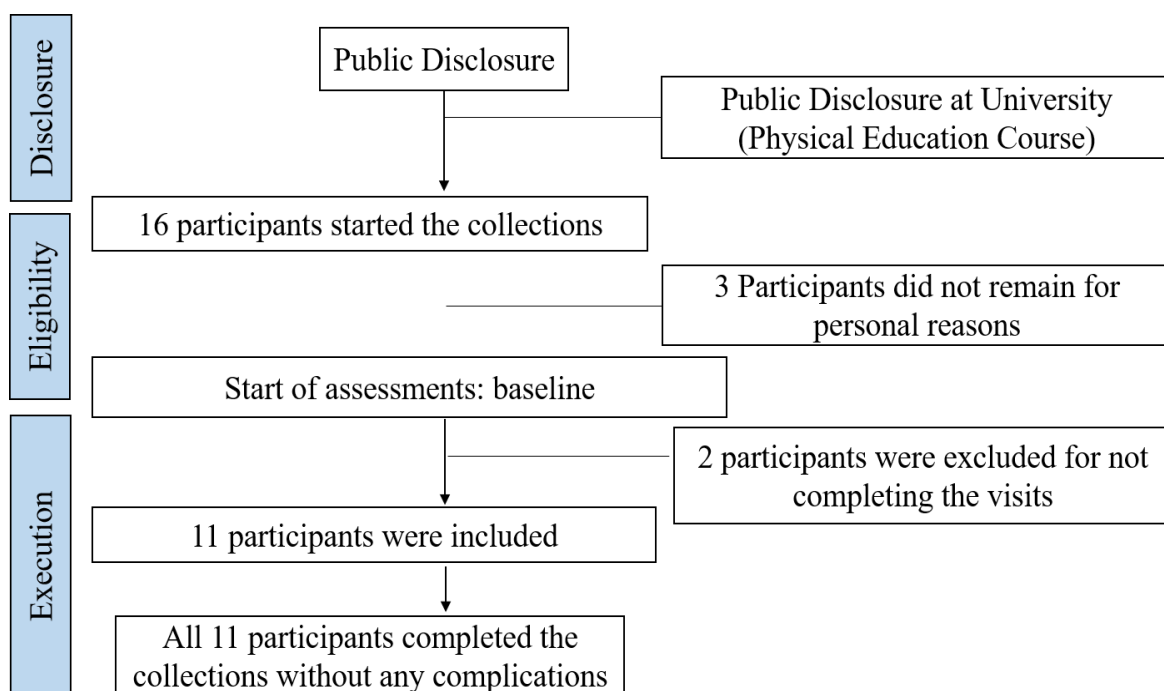 Disclosure
Public Disclosure
Public Disclosure at University
(Physical Education Course)
16 participants started the collections
Eligibility
3 Participants did not remain for
personal reasons
Start of assessments: baseline
2 participants were excluded for not
completing the visits
Execution
11 participants were included
All 11 participants completed the
collections without any complications